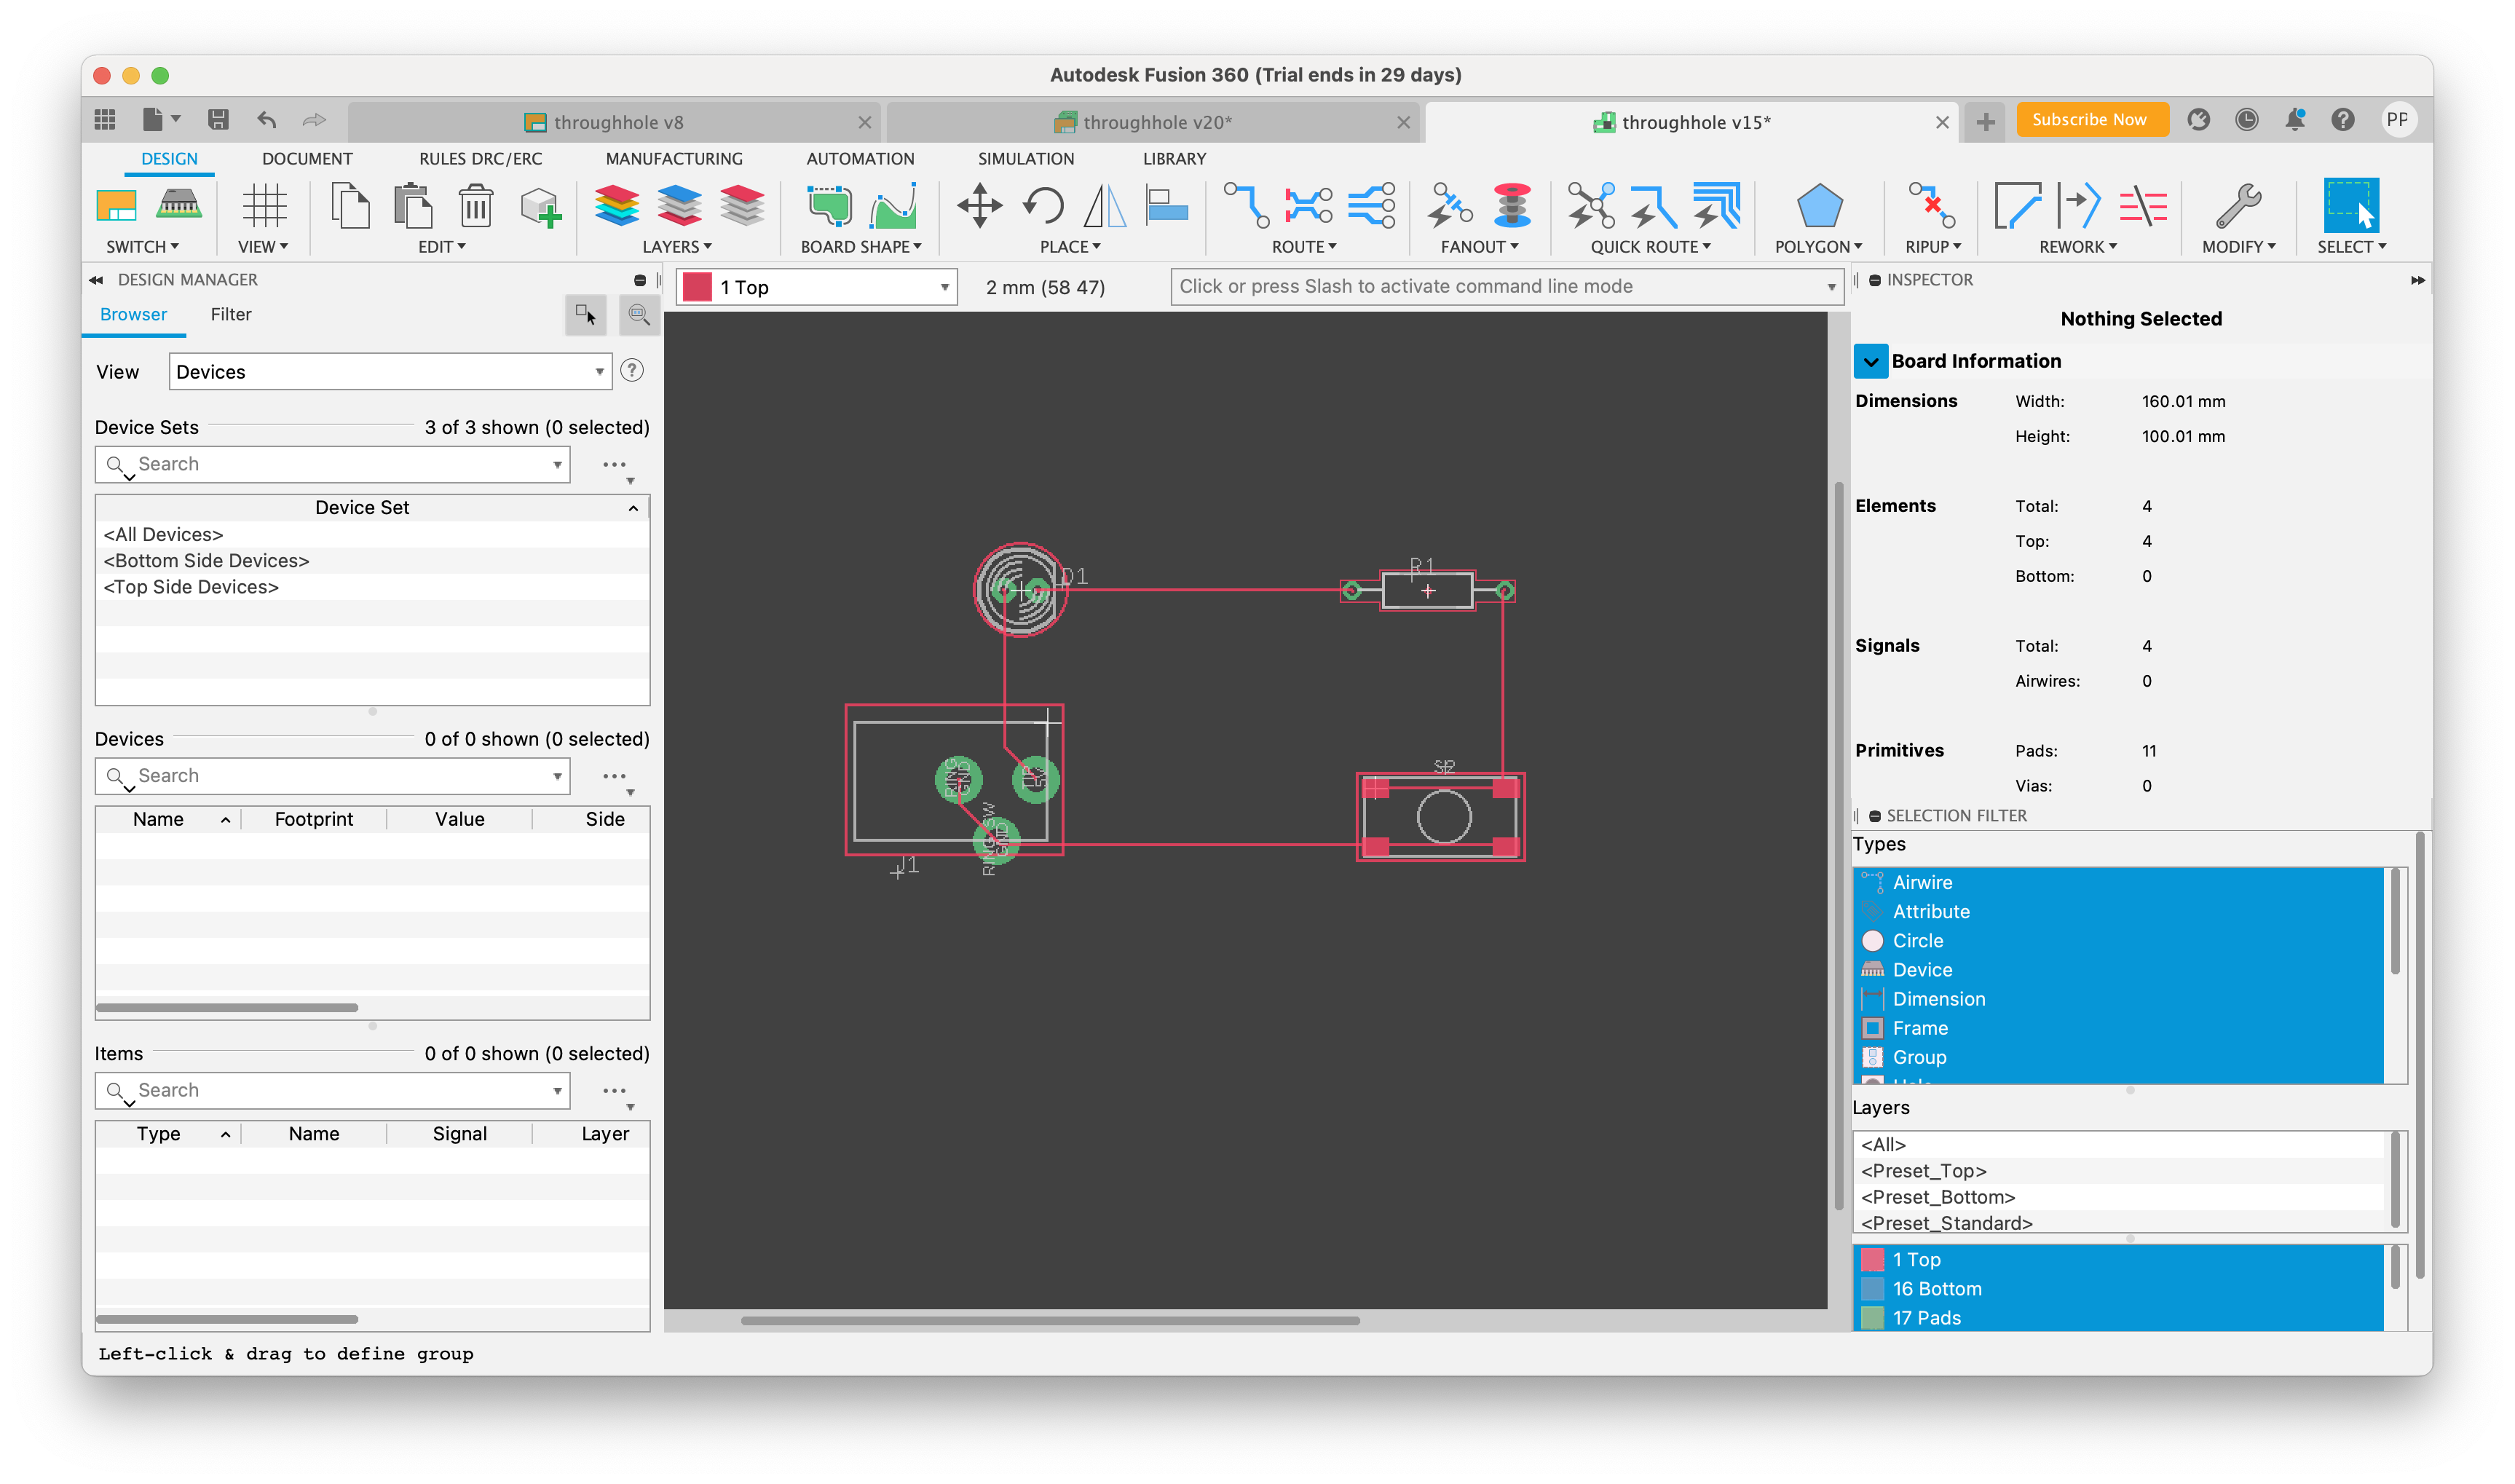 Autodesk Fusion 360 (Trial ends in 29 days)
throughhole v8
throughhole v20*
throughhole v15*
Subscribe Now
PP
DESIGN
DOCUMENT
RULES DRC/ERC
MANUFACTURING
AUTOMATION
SIMULATION
LIBRARY
SWITCH
VIEW
EDIT
LAYERS
BOARD SHAPE
PLACE
ROUTE
FANOUT
QUICK ROUTE
POLYGON
RIPUP
REWORK
MODIFY
SELECT
DESIGN MANAGER
Browser
Filter
View
Devices
Device Sets
3 of 3 shown (0 selected)
Search
Device Set
<All Devices>
<Bottom Side Devices>
<Top Side Devices>
Devices
0 of 0 shown (0 selected)
Search
Name
Footprint
Value
Side
Items
0 of 0 shown (0 selected)
Search
Type
Name
Signal
Layer
Left-click & drag to define group
1 Top
2 mm (58 47)
Click or press Slash to activate command line mode
D1
R1
RING
GND
TIP
RINGSW
GND
J1
INSPECTOR
Nothing Selected
Board Information
Dimensions
Width: 160.01 mm
Height: 100.01 mm
Elements
Total: 4
Top: 4
Bottom: 0
Signals
Total: 4
Airwires: 0
Primitives
Pads: 11
Vias: 0
SELECTION FILTER
Types
Airwire
Attribute
Circle
Device
Dimension
Frame
Group
Layers
<All>
<Preset_Top>
<Preset_Bottom>
<Preset_Standard>
1 Top
16 Bottom
17 Pads